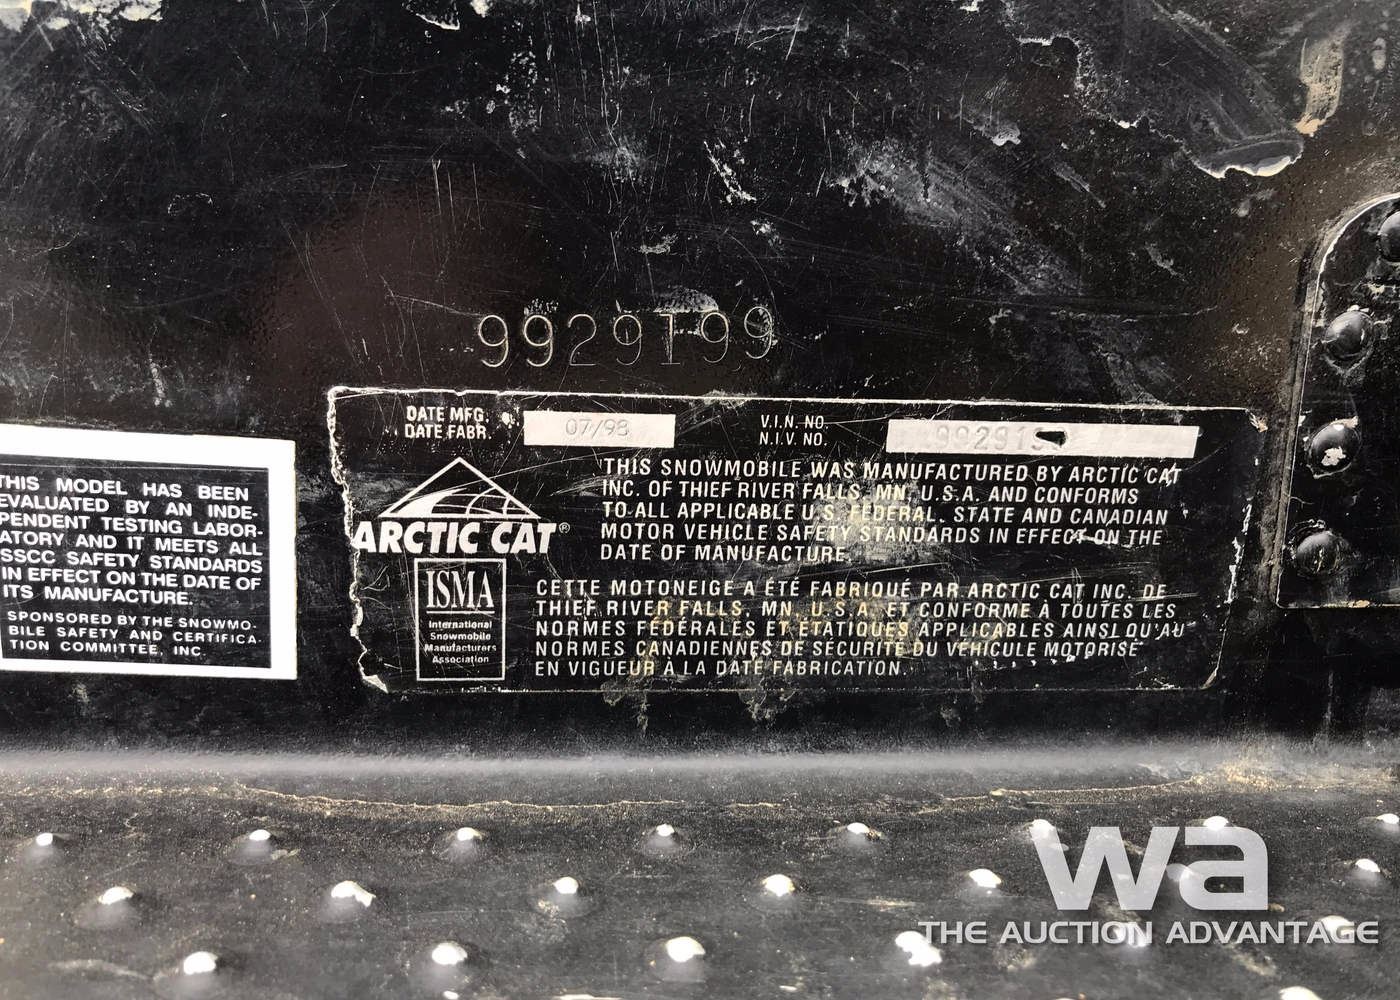 9929199
DATE MFG.
DATE FABR.
07/98
V.I.N. NO.
N.I.V. NO.
THIS SNOWMOBILE WAS MANUFACTURED BY ARCTIC CAT
INC. OF THIEF RIVER FALLS, MN, U.S.A. AND CONFORMS
TO ALL APPLICABLE U.S. FEDERAL, STATE AND CANADIAN
MOTOR VEHICLE SAFETY STANDARDS IN EFFECT ON THE
DATE OF MANUFACTURE.
ARCTIC CAT®
ISMA
International
Snowmobile
Manufacturers
Association
CETTE MOTONEIGE A ÉTÉ FABRIQUÉ PAR ARCTIC CAT INC. DE
THIEF RIVER FALLS, MN, U.S.A. ET CONFORME À TOUTES LES
NORMES FÉDÉRALES ET ÉTATIQUES APPLICABLES AINSI QU'AU
NORMES CANADIENNES DE SÉCURITÉ DU VÉHICULE MOTORISÉ
EN VIGUEUR À LA DATE FABRICATION.
THIS MODEL HAS BEEN
EVALUATED BY AN INDE-
PENDENT TESTING LABOR-
ATORY AND IT MEETS ALL
SSCC SAFETY STANDARDS
IN EFFECT ON THE DATE OF
ITS MANUFACTURE.
SPONSORED BY THE SNOWMO-
BILE SAFETY AND CERTIFICA-
TION COMMITTEE, INC.
wa
THE AUCTION ADVANTAGE